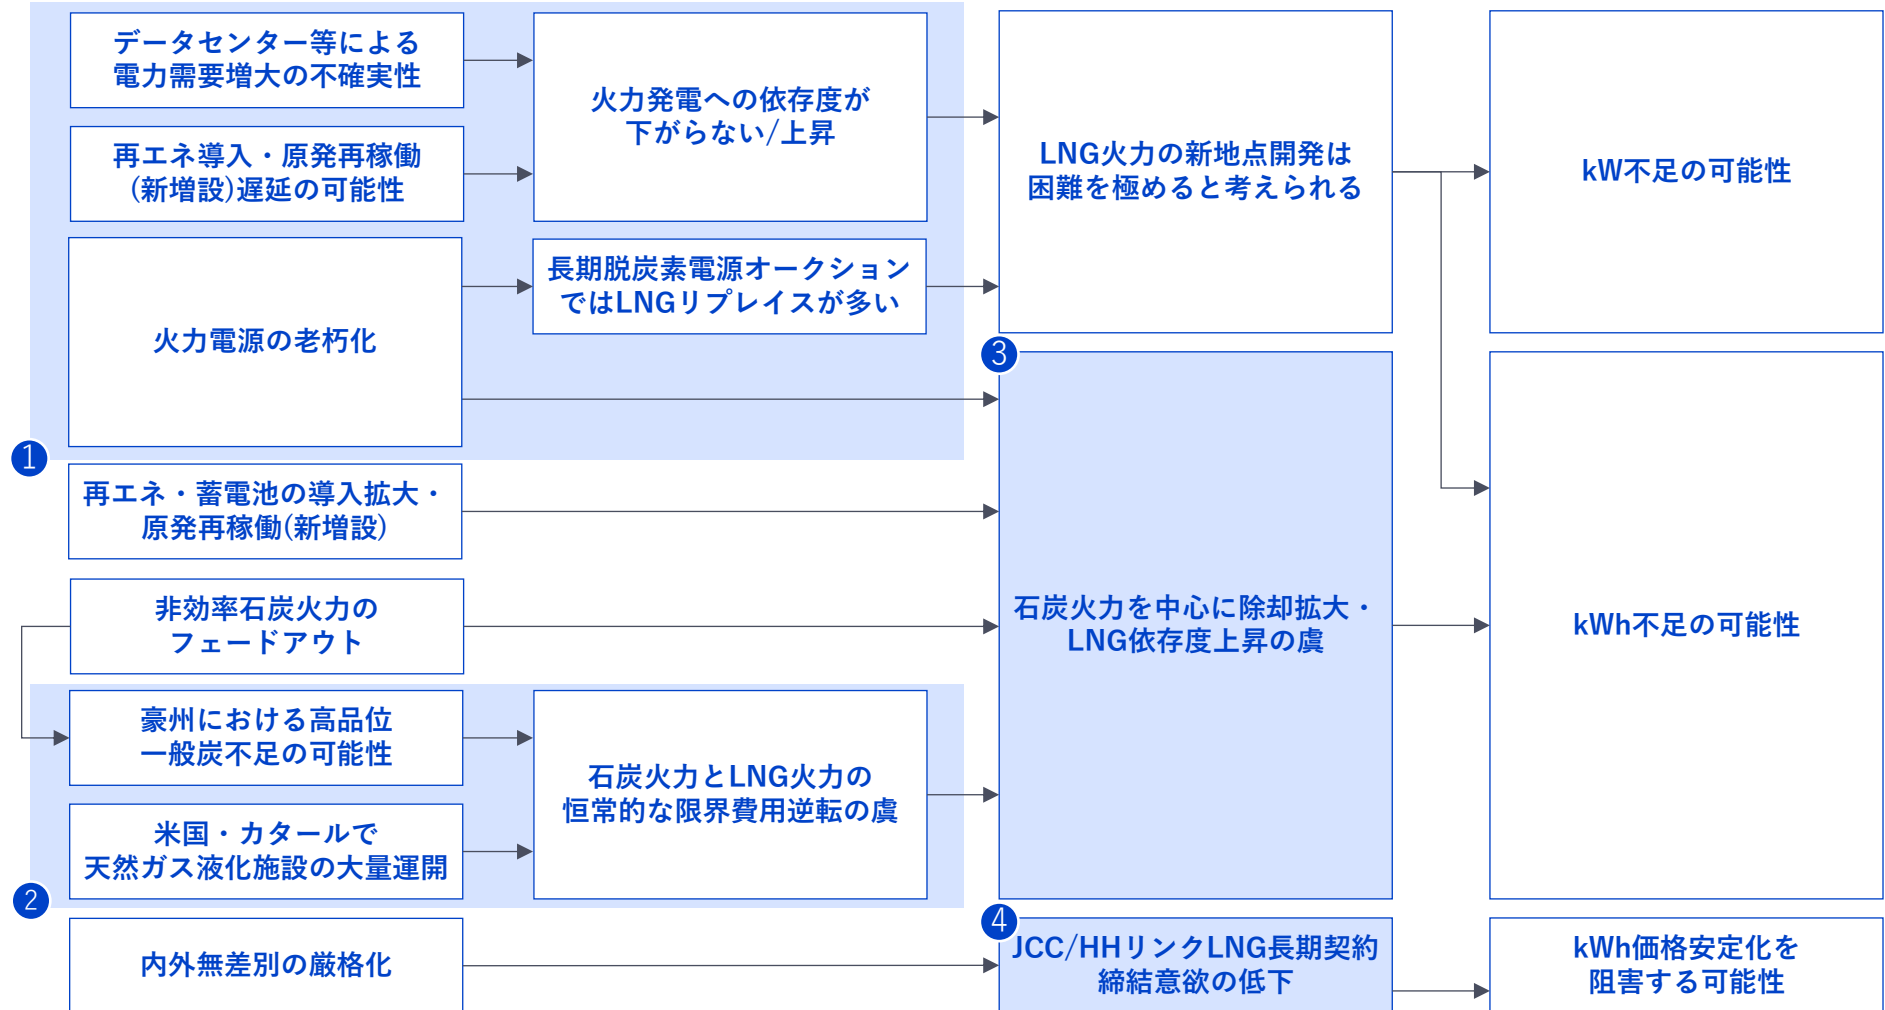 データセンター等による
電力需要増大の不確実性
再エネ導入・原発再稼働
(新増設)遅延の可能性
火力発電への依存度が
下がらない/上昇
火力電源の老朽化
長期脱炭素電源オークション
ではLNGリプレイスが多い
LNG火力の新地点開発は
困難を極めると考えられる
kW不足の可能性
1
再エネ・蓄電池の導入拡大・
原発再稼働(新増設)
非効率石炭火力の
フェードアウト
豪州における高品位
一般炭不足の可能性
米国・カタールで
天然ガス液化施設の大量運開
石炭火力とLNG火力の
恒常的な限界費用逆転の虞
2
3
石炭火力を中心に除却拡大・
LNG依存度上昇の虞
kWh不足の可能性
内外無差別の厳格化
4
JCC/HHリンクLNG長期契約
締結意欲の低下
kWh価格安定化を
阻害する可能性